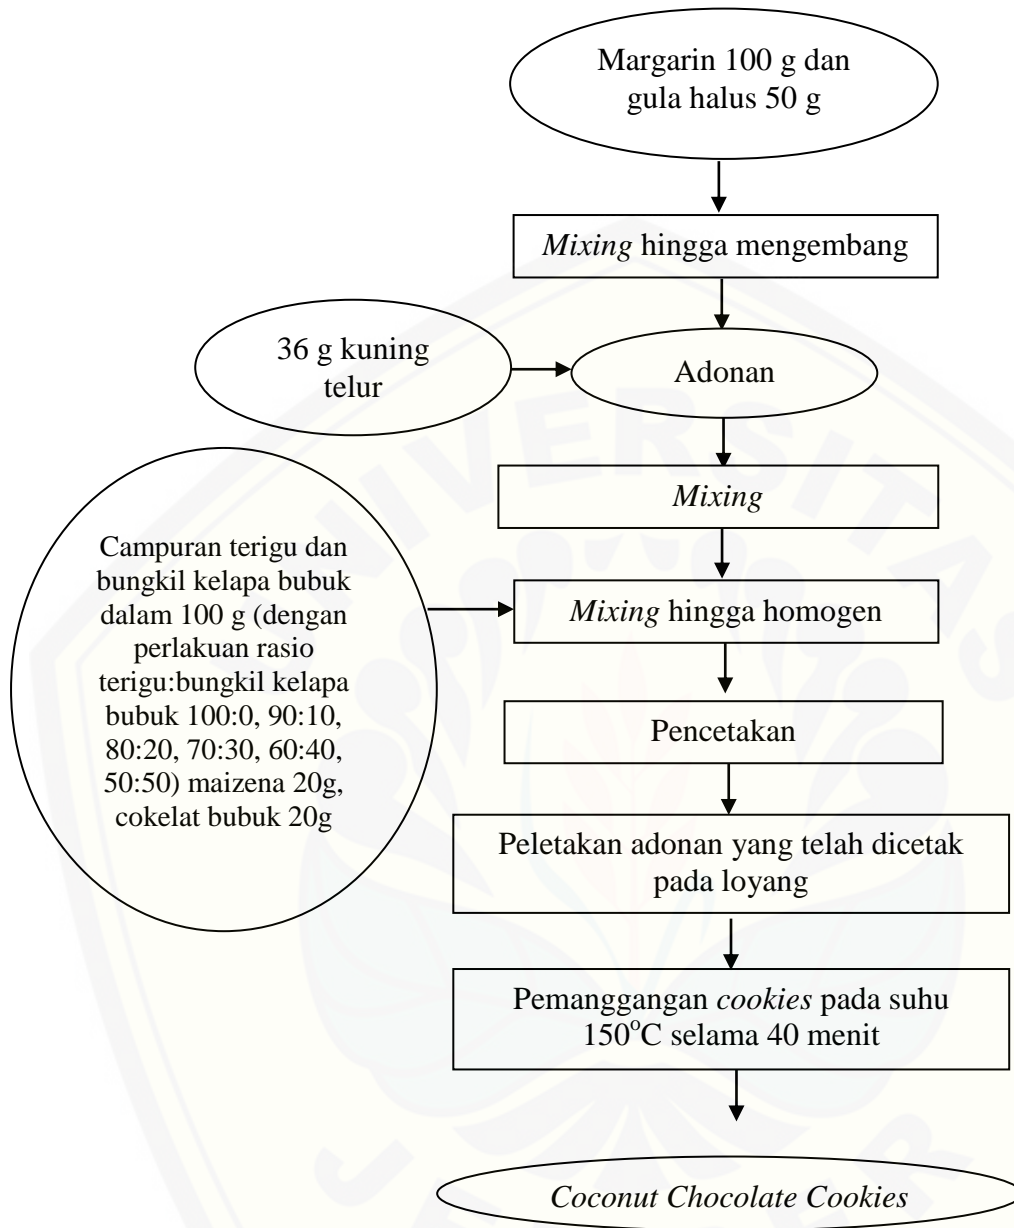 Margarin 100 g dan
gula halus 50 g
Mixing hingga mengembang
36 g kuning
telur
Adonan
Mixing
Campuran terigu dan
bungkil kelapa bubuk
dalam 100 g (dengan
perlakuan rasio
terigu:bungkil kelapa
bubuk 100:0, 90:10,
80:20, 70:30, 60:40,
50:50) maizena 20g,
cokelat bubuk 20g
Mixing hingga homogen
Pencetakan
Peletakan adonan yang telah dicetak
pada loyang
Pemanggangan cookies pada suhu
150°C selama 40 menit
Coconut Chocolate Cookies
UNIVERSITAS